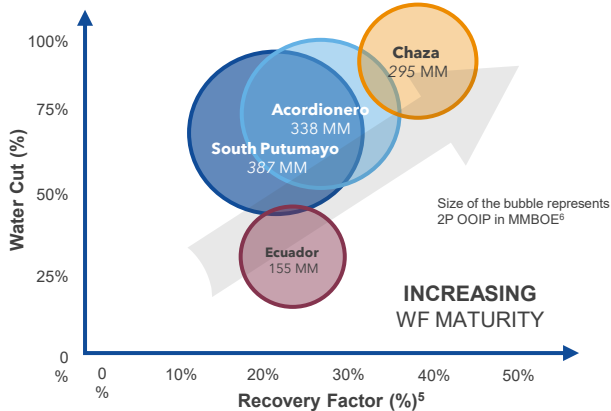 Water Cut (%)
100%
75%
50%
25%
0
%
Chaza
295 MM
Acordionero
338 MM
South Putumayo
387 MM
Ecuador
155 MM
Size of the bubble represents
2P OOIP in MMBOE⁶
INCREASING
WF MATURITY
0
%
10%
20%
30%
40%
50%
Recovery Factor (%)⁵